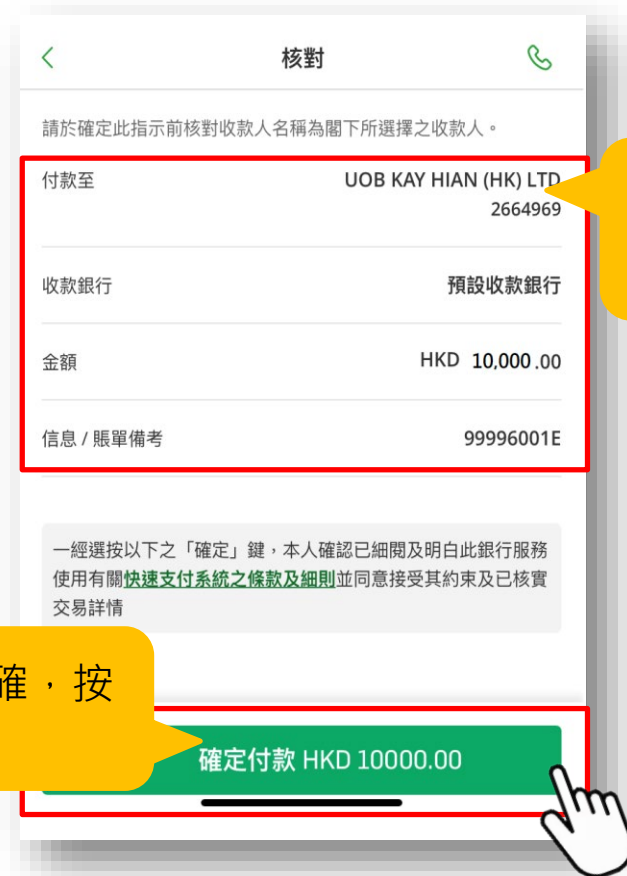 核對
請於確定此指示前核對收款人名稱為閣下所選擇之收款人。
付款至 UOB KAY HIAN (HK) LTD
2664969
收款銀行 預設收款銀行
金額 HKD 10,000.00
信息 / 賬單備考 99996001E
一經選按以下之「確定」鍵，本人確認已細閱及明白此銀行服務
使用有關快速支付系統之條款及細則並同意接受其約束及已核實
交易詳情
確，按
確定付款 HKD 10000.00